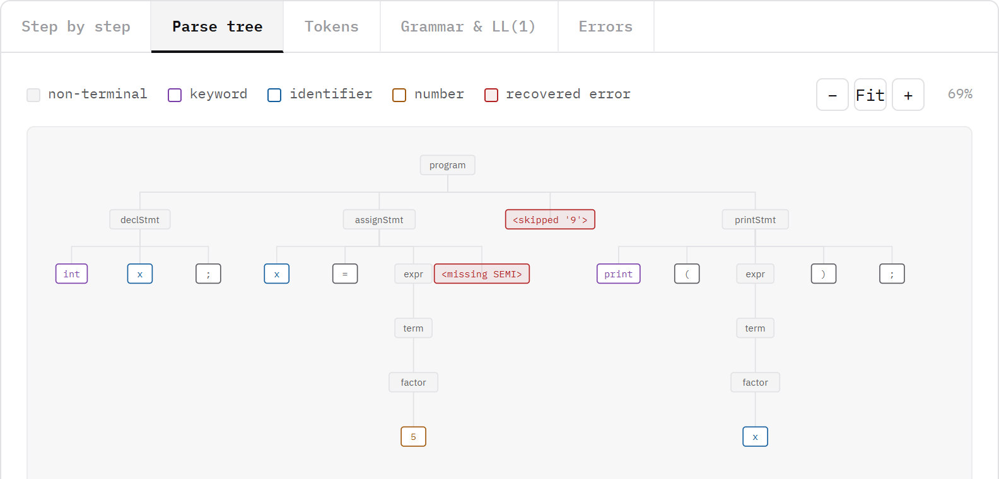 Step by step Parse tree Tokens Grammar & LL(1) Errors
non-terminal keyword identifier number recovered error − Fit + 69%
program
declStmt assignStmt <skipped '9'> printStmt
int x ; x = expr <missing SEMI> print ( expr ) ;
term term
factor factor
5 x